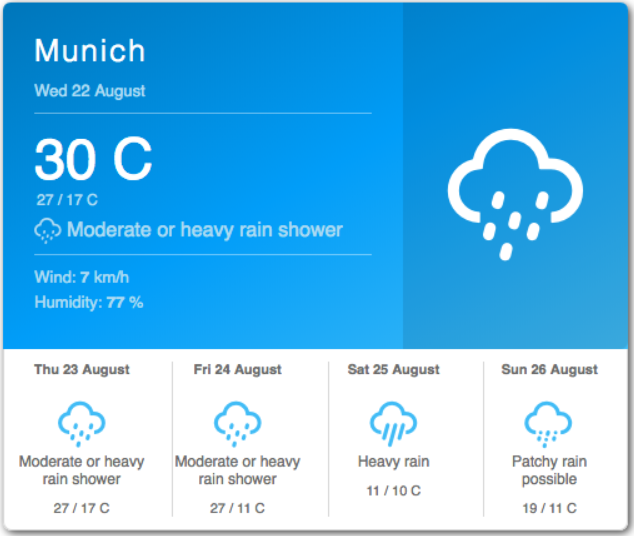 Munich
Wed 22 August
30 C
27 / 17 C
Moderate or heavy rain shower
Wind: 7 km/h
Humidity: 77 %
Thu 23 August
Moderate or heavy
rain shower
27 / 17 C
Fri 24 August
Moderate or heavy
rain shower
27 / 11 C
Sat 25 August
Heavy rain
11 / 10 C
Sun 26 August
Patchy rain
possible
19 / 11 C